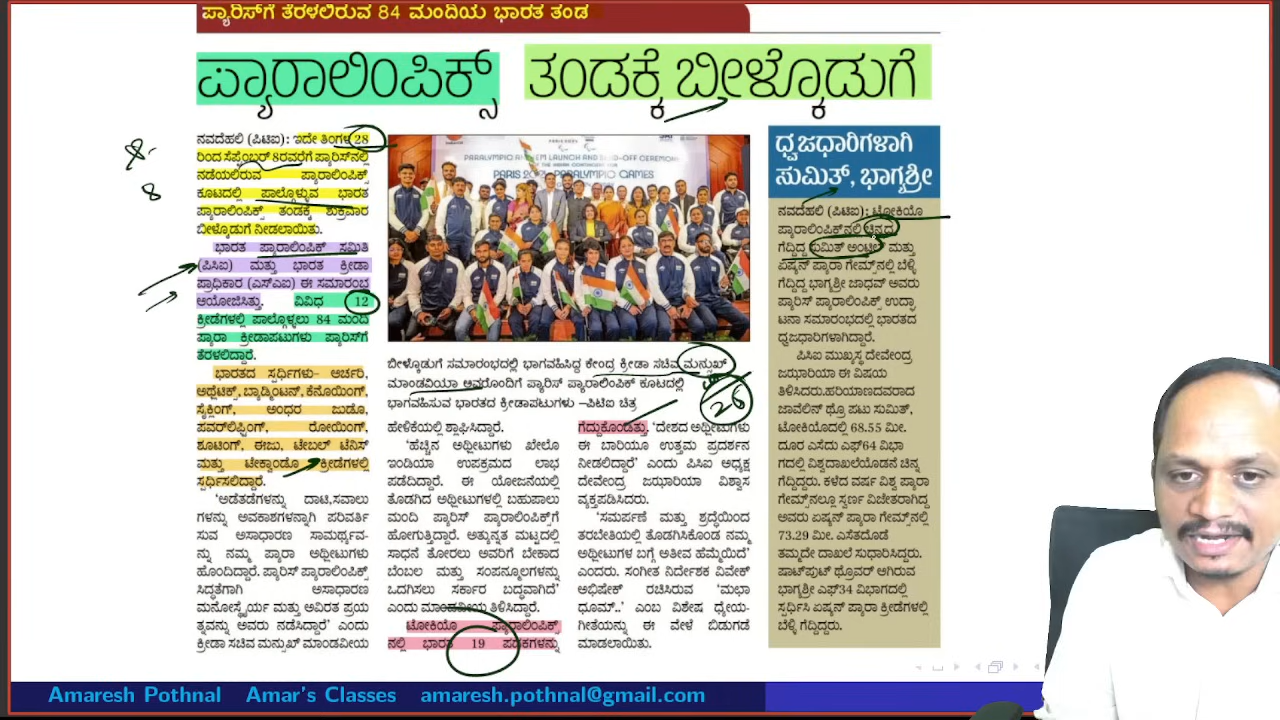 ಪ್ಯಾರಿಸ್‌ಗೆ ತೆರಳಲಿರುವ 84 ಮಂದಿಯ ಭಾರತ ತಂಡ
ಪ್ಯಾರಾಲಿಂಪಿಕ್ಸ್ ತಂಡಕ್ಕೆ ಬೀಳ್ಕೊಡುಗೆ
ನವದೆಹಲಿ (ಪಿಟಿಐ): ಇದೇ ತಿಂಗಳ 28
ರಿಂದ ಸೆಪ್ಟೆಂಬರ್ 8ರವರೆಗೆ ಪ್ಯಾರಿಸ್‌ನಲ್ಲಿ
ನಡೆಯಲಿರುವ ಪ್ಯಾರಾಲಿಂಪಿಕ್ಸ್
ಕೂಟದಲ್ಲಿ ಪಾಲ್ಗೊಳ್ಳುವ ಭಾರತ
ಪ್ಯಾರಾಲಿಂಪಿಕ್ಸ್ ತಂಡಕ್ಕೆ ಶುಕ್ರವಾರ
ಬೀಳ್ಕೊಡುಗೆ ನೀಡಲಾಯಿತು.
ಭಾರತ ಪ್ಯಾರಾಲಿಂಪಿಕ್ಸ್ ಸಮಿತಿ
(ಪಿಸಿಐ) ಮತ್ತು ಭಾರತ ಕ್ರೀಡಾ
ಪ್ರಾಧಿಕಾರ (ಎಸ್‌ಎಐ) ಈ ಸಮಾರಂಭ
ಆಯೋಜಿಸಿತ್ತು. ವಿವಿಧ 12
ಕ್ರೀಡೆಗಳಲ್ಲಿ ಪಾಲ್ಗೊಳ್ಳಲು 84 ಮಂದಿ
ಪ್ಯಾರಾ ಕ್ರೀಡಾಪಟುಗಳು ಪ್ಯಾರಿಸ್‌ಗೆ
ತೆರಳಲಿದ್ದಾರೆ.
ಭಾರತದ ಸ್ಪರ್ಧಿಗಳು– ಆರ್ಚರಿ,
ಅಥ್ಲೆಟಿಕ್ಸ್, ಬ್ಯಾಡ್ಮಿಂಟನ್, ಕೆನೊಯಿಂಗ್,
ಸೈಕ್ಲಿಂಗ್, ಅಂಧರ ಜುಡೊ,
ಪವರ್‌ಲಿಫ್ಟಿಂಗ್, ರೋಯಿಂಗ್,
ಶೂಟಿಂಗ್, ಈಜು, ಟೇಬಲ್ ಟೆನಿಸ್
ಮತ್ತು ಟೇಕ್ವಾಂಡೊ ಕ್ರೀಡೆಗಳಲ್ಲಿ
ಸ್ಪರ್ಧಿಸಲಿದ್ದಾರೆ.
‘ಅಡೆತಡೆಗಳನ್ನು ದಾಟಿ,ಸವಾಲು
ಗಳನ್ನು ಅವಕಾಶಗಳನ್ನಾಗಿ ಪರಿವರ್ತಿ
ಸುವ ಅಸಾಧಾರಣ ಸಾಮರ್ಥ್ಯವ-
ನ್ನು ನಮ್ಮ ಪ್ಯಾರಾ ಅಥ್ಲೀಟುಗಳು
ಹೊಂದಿದ್ದಾರೆ. ಪ್ಯಾರಿಸ್ ಪ್ಯಾರಾಲಿಂಪಿಕ್ಸ್
ಸಿದ್ಧತೆಗಾಗಿ ಅಸಾಧಾರಣ
ಮನೋಸ್ಥೈರ್ಯ ಮತ್ತು ಅವಿರತ ಪ್ರಯ
ತ್ನವನ್ನು ಅವರು ನಡೆಸಿದ್ದಾರೆ’ ಎಂದು
ಕ್ರೀಡಾ ಸಚಿವ ಮನ್ಸುಖ್ ಮಾಂಡವೀಯ
PARIS 2024 PARALYMPIC GAMES
ಬೀಳ್ಕೊಡುಗೆ ಸಮಾರಂಭದಲ್ಲಿ ಭಾಗವಹಿಸಿದ್ದ ಕೇಂದ್ರ ಕ್ರೀಡಾ ಸಚಿವ ಮನ್ಸುಖ್
ಮಾಂಡವಿಯಾ ಅವರೊಂದಿಗೆ ಪ್ಯಾರಿಸ್ ಪ್ಯಾರಾಲಿಂಪಿಕ್ ಕೂಟದಲ್ಲಿ
ಭಾಗವಹಿಸುವ ಭಾರತದ ಕ್ರೀಡಾಪಟುಗಳು –ಪಿಟಿಐ ಚಿತ್ರ
26
ಹೇಳಿಕೆಯಲ್ಲಿ ಶ್ಲಾಘಿಸಿದ್ದಾರೆ.
‘ಹೆಚ್ಚಿನ ಅಥ್ಲೀಟುಗಳು ಖೇಲೊ
ಇಂಡಿಯಾ ಉಪಕ್ರಮದ ಲಾಭ
ಪಡೆದಿದ್ದಾರೆ. ಈ ಯೋಜನೆಯಲ್ಲಿ
ತೊಡಗಿದ ಅಥ್ಲೀಟುಗಳಲ್ಲಿ ಬಹುಪಾಲು
ಮಂದಿ ಪ್ಯಾರಿಸ್ ಪ್ಯಾರಾಲಿಂಪಿಕ್ಸ್‌ಗೆ
ಹೋಗುತ್ತಿದ್ದಾರೆ. ಅತ್ಯುನ್ನತ ಮಟ್ಟದಲ್ಲಿ
ಸಾಧನೆ ತೋರಲು ಅವರಿಗೆ ಬೇಕಾದ
ಬೆಂಬಲ ಮತ್ತು ಸಂಪನ್ಮೂಲಗಳನ್ನು
ಒದಗಿಸಲು ಸರ್ಕಾರ ಬದ್ಧವಾಗಿದೆ’
ಎಂದು ಮಾಂಡವೀಯ ತಿಳಿಸಿದ್ದಾರೆ.
ಟೋಕಿಯೊ ಪ್ಯಾರಾಲಿಂಪಿಕ್ಸ್
ನಲ್ಲಿ ಭಾರತ 19 ಪದಕಗಳನ್ನು
ಗೆದ್ದುಕೊಂಡಿತ್ತು. ‘ದೇಶದ ಅಥ್ಲೀಟುಗಳು
ಈ ಬಾರಿಯೂ ಉತ್ತಮ ಪ್ರದರ್ಶನ
ನೀಡಲಿದ್ದಾರೆ’ ಎಂದು ಪಿಸಿಐ ಅಧ್ಯಕ್ಷ
ದೇವೇಂದ್ರ ಝಝಾರಿಯಾ ವಿಶ್ವಾಸ
ವ್ಯಕ್ತಪಡಿಸಿದರು.
‘ಸಮರ್ಪಣೆ ಮತ್ತು ಶ್ರದ್ಧೆಯಿಂದ
ತರಬೇತಿಯಲ್ಲಿ ತೊಡಗಿಸಿಕೊಂಡ ನಮ್ಮ
ಅಥ್ಲೀಟುಗಳ ಬಗ್ಗೆ ಅತೀವ ಹೆಮ್ಮೆಯಿದೆ’
ಎಂದರು. ಸಂಗೀತ ನಿರ್ದೇಶಕ ವಿವೇಕ್
ಅಭಿಷೇಕ್ ರಚಿಸಿರುವ ‘ಮಛಾ
ಧೂಮ್..’ ಎಂಬ ವಿಶೇಷ ಧ್ಯೇಯ-
ಗೀತೆಯನ್ನು ಈ ವೇಳೆ ಬಿಡುಗಡೆ
ಮಾಡಲಾಯಿತು.
ಧ್ವಜಧಾರಿಗಳಾಗಿ
ಸುಮಿತ್, ಭಾಗ್ಯಶ್ರೀ
ನವದೆಹಲಿ (ಪಿಟಿಐ): ಟೋಕಿಯೊ
ಪ್ಯಾರಾಲಿಂಪಿಕ್‌ನಲ್ಲಿ ಚಿನ್ನದ
ಗೆದ್ದಿದ್ದ ಸುಮಿತ್ ಅಂಟಿಲ್ ಮತ್ತು
ಏಷ್ಯನ್ ಪ್ಯಾರಾ ಗೇಮ್ಸ್‌ನಲ್ಲಿ ಬೆಳ್ಳಿ
ಗೆದ್ದಿದ್ದ ಭಾಗ್ಯಶ್ರೀ ಜಾಧವ್ ಅವರು
ಪ್ಯಾರಿಸ್ ಪ್ಯಾರಾಲಿಂಪಿಕ್ಸ್ ಉದ್ಘಾ
ಟನಾ ಸಮಾರಂಭದಲ್ಲಿ ಭಾರತದ
ಧ್ವಜಧಾರಿಗಳಾಗಿದ್ದಾರೆ.
ಪಿಸಿಐ ಮುಖ್ಯಸ್ಥ ದೇವೇಂದ್ರ
ಝಝಾರಿಯಾ ಈ ವಿಷಯ
ತಿಳಿಸಿದರು.ಹರಿಯಾಣದವರಾದ
ಜಾವೆಲಿನ್ ಥ್ರೊ ಪಟು ಸುಮಿತ್,
ಟೋಕಿಯೊದಲ್ಲಿ 68.55 ಮೀ.
ದೂರ ಎಸೆದು ಎಫ್64 ವಿಭಾ
ಗದಲ್ಲಿ ವಿಶ್ವದಾಖಲೆಯೊಡನೆ ಚಿನ್ನ
ಗೆದ್ದಿದ್ದರು. ಕಳೆದ ವರ್ಷ ವಿಶ್ವ ಪ್ಯಾರಾ
ಗೇಮ್ಸ್‌ನಲ್ಲೂ ಸ್ವರ್ಣ ವಿಜೇತರಾಗಿದ್ದ
ಅವರು ಏಷ್ಯನ್ ಪ್ಯಾರಾ ಗೇಮ್ಸ್‌ನಲ್ಲಿ
73.29 ಮೀ. ಎಸೆತದೊಡೆ
ತಮ್ಮದೇ ದಾಖಲೆ ಸುಧಾರಿಸಿದ್ದರು.
ಷಾಟ್‌ಪುಟ್ ಥ್ರೊವರ್ ಆಗಿರುವ
ಭಾಗ್ಯಶ್ರೀ ಎಫ್34 ವಿಭಾಗದಲ್ಲಿ
ಸ್ಪರ್ಧಿಸಿ ಏಷ್ಯನ್ ಪ್ಯಾರಾ ಕ್ರೀಡೆಗಳಲ್ಲಿ
ಬೆಳ್ಳಿ ಗೆದ್ದಿದ್ದರು.
8
8
Amaresh Pothnal Amar's Classes amaresh.pothnal@gmail.com